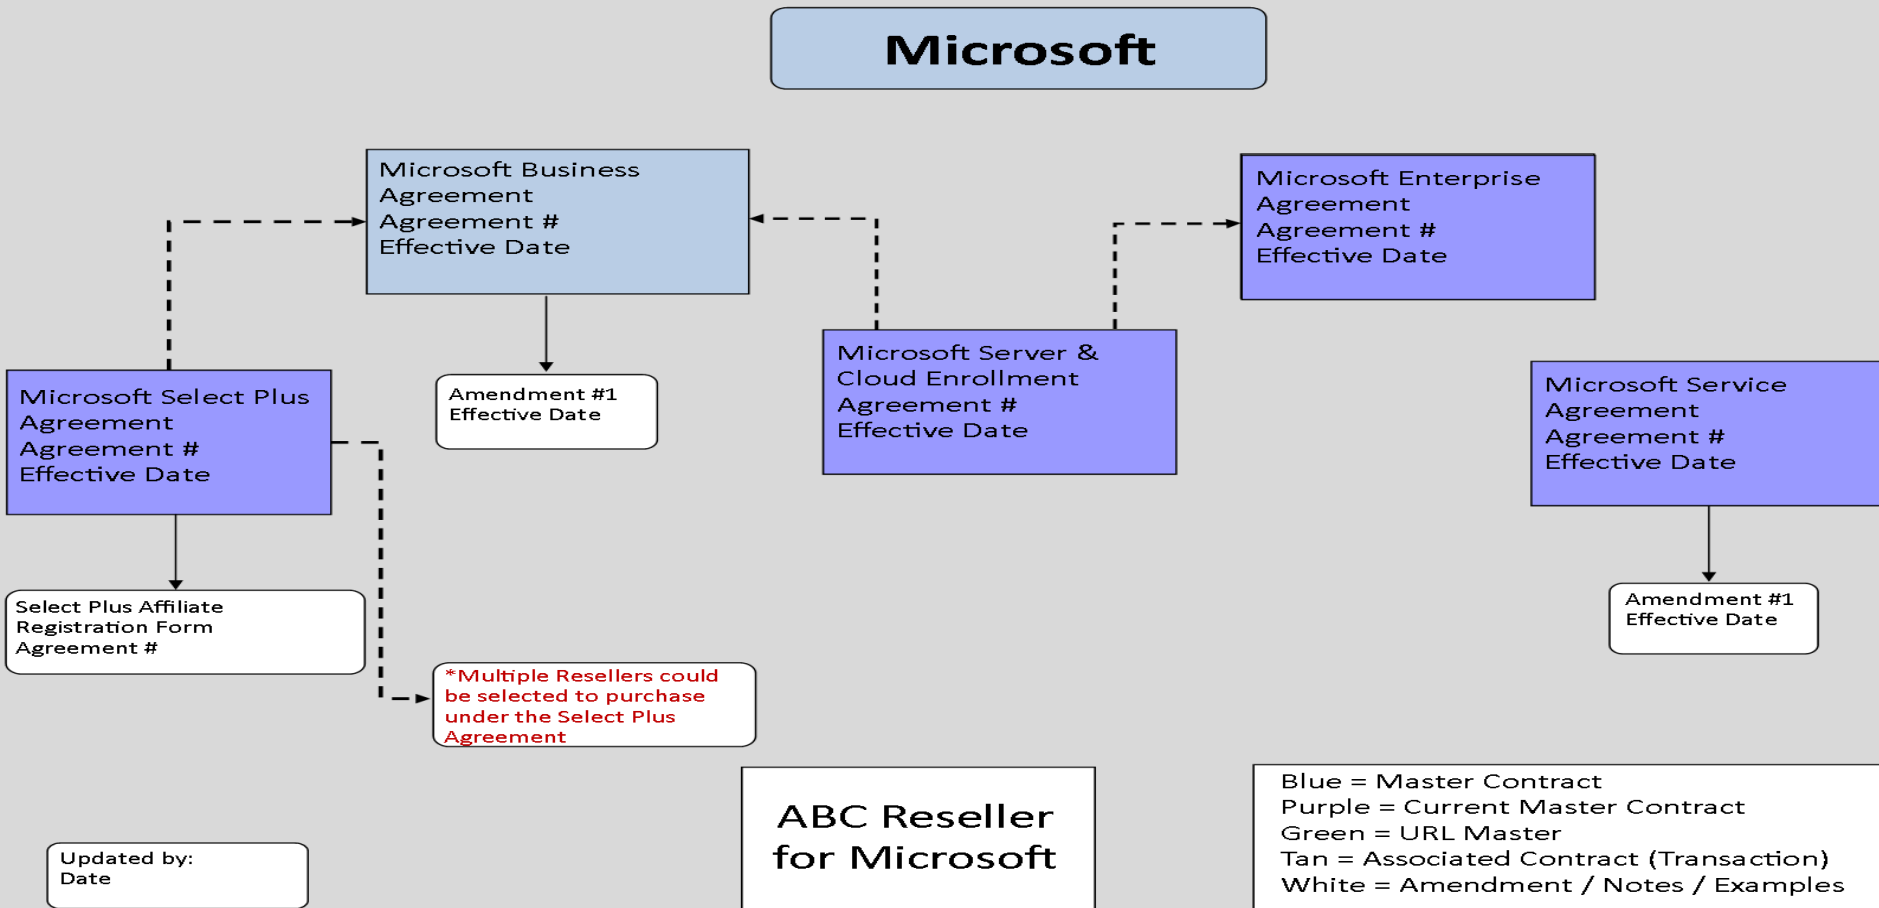 Microsoft
Microsoft Business
Agreement
Agreement #
Effective Date
Microsoft Enterprise
Agreement
Agreement #
Effective Date
Microsoft Server &
Cloud Enrollment
Agreement #
Effective Date
Microsoft Select Plus
Agreement
Agreement #
Effective Date
Amendment #1
Effective Date
Microsoft Service
Agreement
Agreement #
Effective Date
Select Plus Affiliate
Registration Form
Agreement #
Amendment #1
Effective Date
*Multiple Resellers could
be selected to purchase
under the Select Plus
Agreement
Updated by:
Date
ABC Reseller
for Microsoft
Blue = Master Contract
Purple = Current Master Contract
Green = URL Master
Tan = Associated Contract (Transaction)
White = Amendment / Notes / Examples